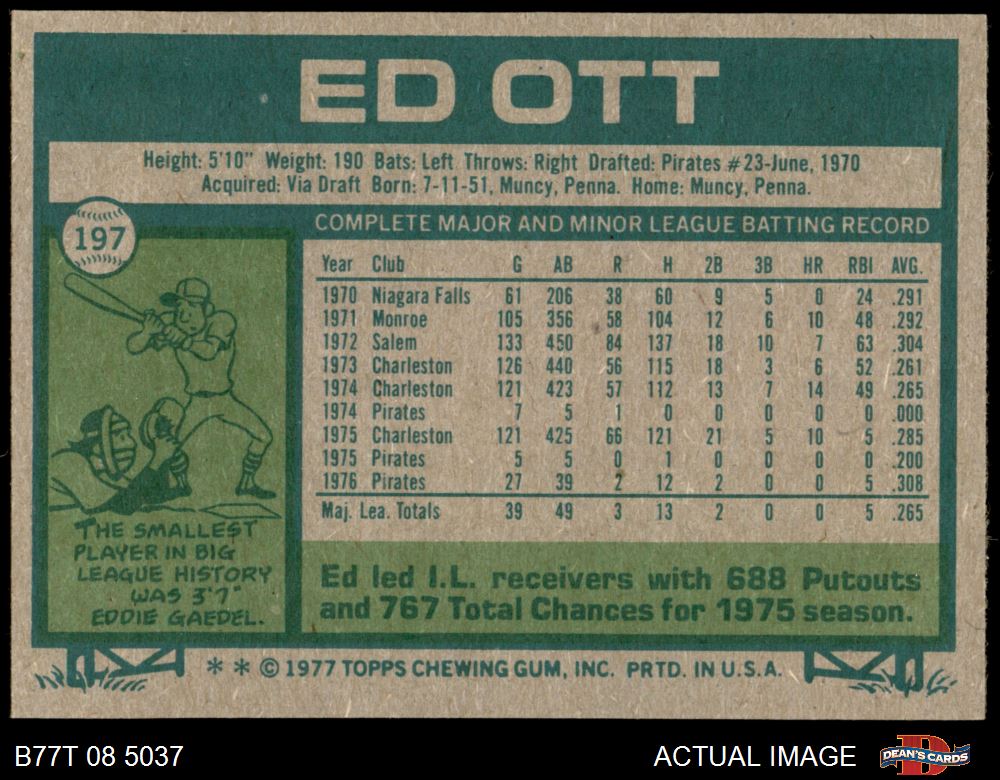 ED OTT
Height: 5'10" Weight: 190 Bats: Left Throws: Right Drafted: Pirates #23-June, 1970
Acquired: Via Draft Born: 7-11-51, Muncy, Penna. Home: Muncy, Penna.
197
COMPLETE MAJOR AND MINOR LEAGUE BATTING RECORD
Year Club G AB R H 2B 3B HR RBI AVG.
1970 Niagara Falls 61 206 38 60 9 5 0 24 .291
1971 Monroe 105 356 58 104 12 6 10 48 .292
1972 Salem 133 450 84 137 18 10 7 63 .304
1973 Charleston 126 440 56 115 18 3 6 52 .261
1974 Charleston 121 423 57 112 13 7 14 49 .265
1974 Pirates 7 5 1 0 0 0 0 0 .000
1975 Charleston 121 425 66 121 21 5 10 5 .285
1975 Pirates 5 5 0 1 0 0 0 0 .200
1976 Pirates 27 39 2 12 2 0 0 5 .308
Maj. Lea. Totals 39 49 3 13 2 0 0 5 .265
THE SMALLEST
PLAYER IN BIG
LEAGUE HISTORY
WAS 3'7"
EDDIE GAEDEL.
Ed led I.L. receivers with 688 Putouts
and 767 Total Chances for 1975 season.
* * © 1977 TOPPS CHEWING GUM, INC. PRTD. IN U.S.A.
B77T 08 5037
ACTUAL IMAGE
DEAN'S CARDS